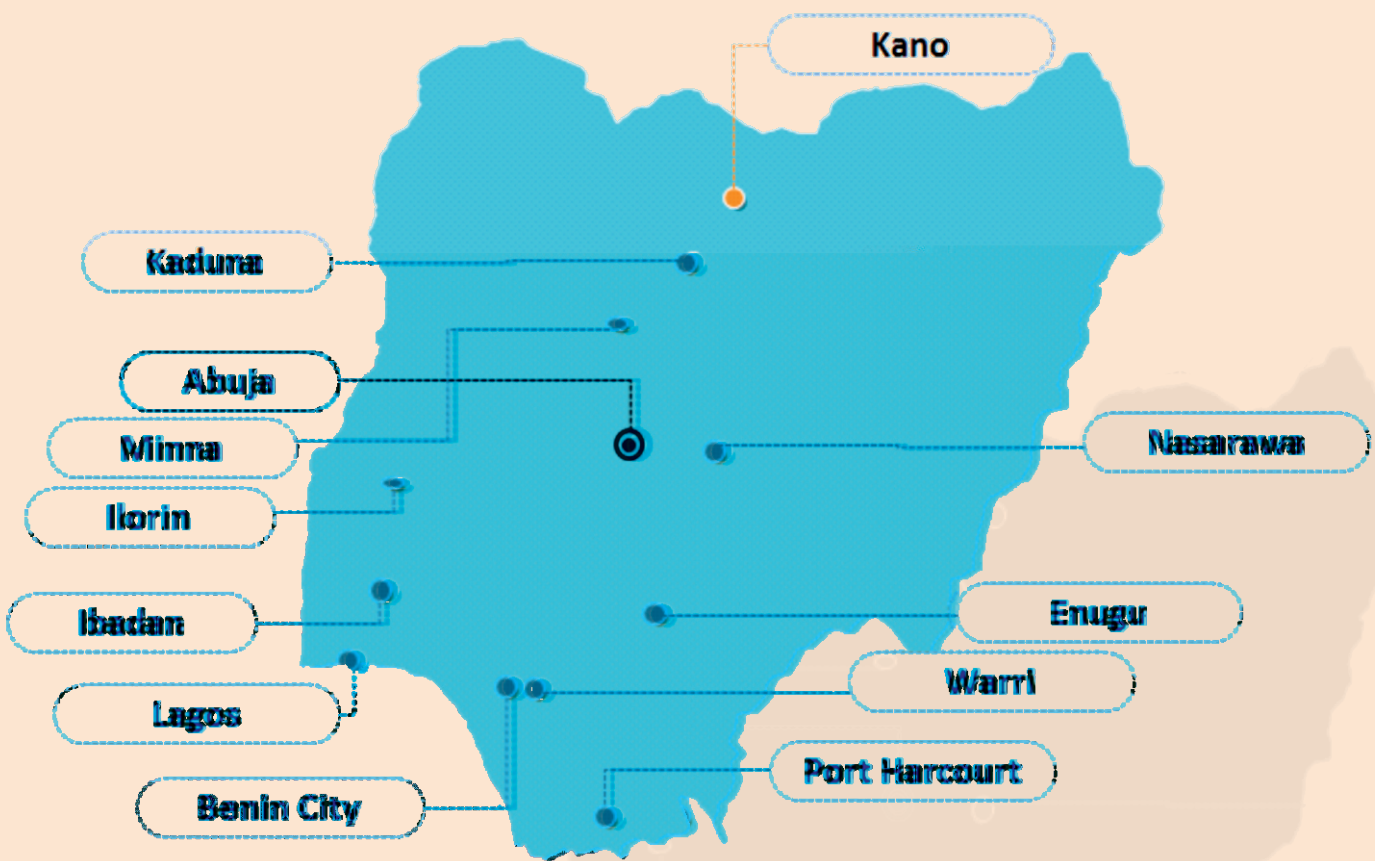 Kano
Kaduna
Abuja
Minna
Nasarawa
Ilorin
Ibadan
Enugu
Warri
Lagos
Port Harcourt
Benin City